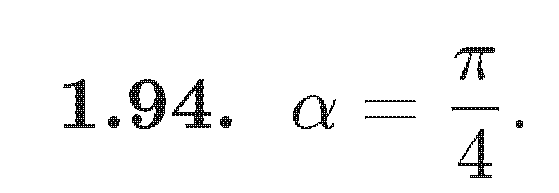 1.94. α = π/4.